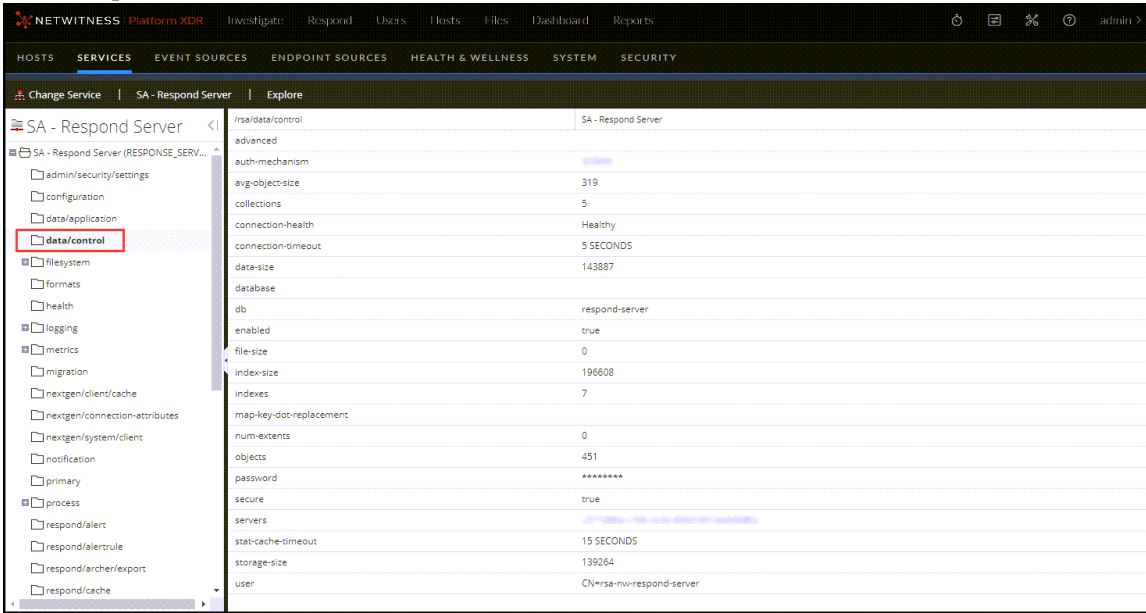 NETWITNESS Platform XDR Investigate Respond Users Hosts Files Dashboard Reports admin >
HOSTS SERVICES EVENT SOURCES ENDPOINT SOURCES HEALTH & WELLNESS SYSTEM SECURITY
Change Service | SA - Respond Server | Explore
SA - Respond Server
SA - Respond Server (RESPONSE_SERV...
admin/security/settings
configuration
data/application
data/control
filesystem
formats
health
logging
metrics
migration
nextgen/client/cache
nextgen/connection-attributes
nextgen/system/client
notification
primary
process
respond/alert
respond/alertrule
respond/archer/export
respond/cache
/rsa/data/control SA - Respond Server
advanced
auth-mechanism
avg-object-size 319
collections 5
connection-health Healthy
connection-timeout 5 SECONDS
data-size 143887
database
db respond-server
enabled true
file-size 0
index-size 196608
indexes 7
map-key-dot-replacement
num-extents 0
objects 451
password ********
secure true
servers
stat-cache-timeout 15 SECONDS
storage-size 139264
user CN=rsa-nw-respond-server